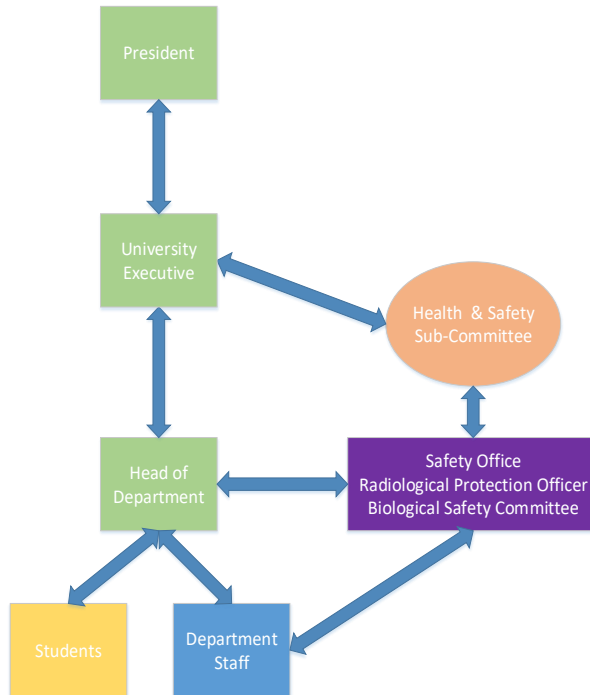 President
University
Executive
Health & Safety
Sub-Committee
Head of
Department
Safety Office
Radiological Protection Officer
Biological Safety Committee
Students
Department
Staff